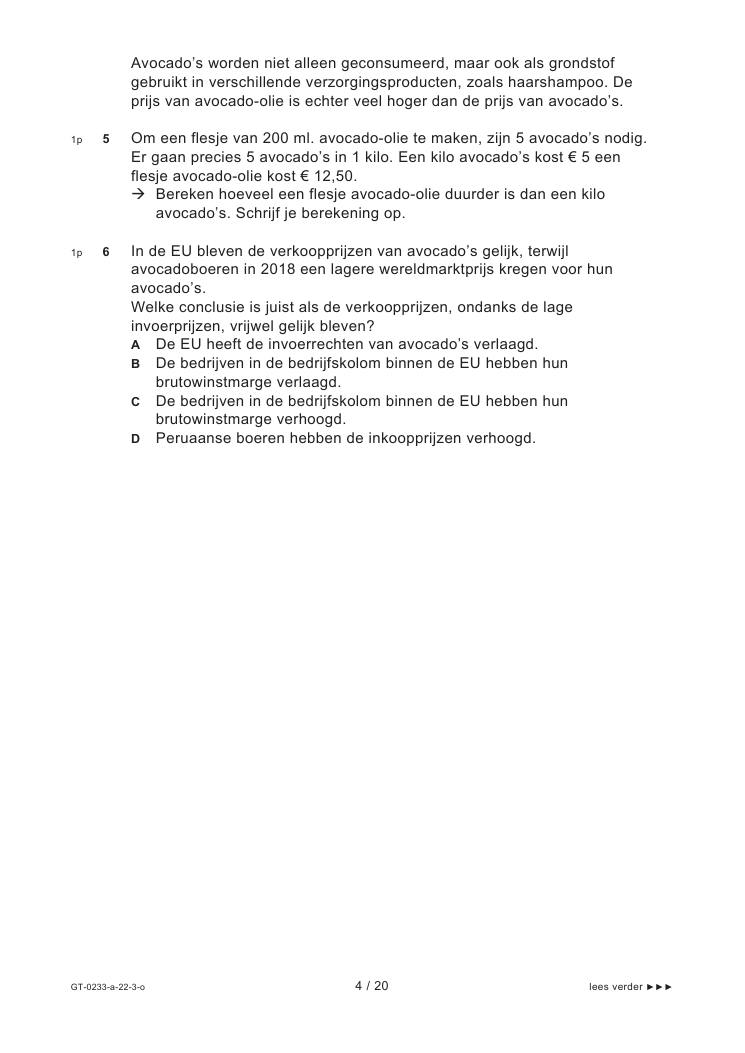 Avocado’s worden niet alleen geconsumeerd, maar ook als grondstof
gebruikt in verschillende verzorgingsproducten, zoals haarshampoo. De
prijs van avocado-olie is echter veel hoger dan de prijs van avocado’s.
1p 5 Om een flesje van 200 ml. avocado-olie te maken, zijn 5 avocado’s nodig.
Er gaan precies 5 avocado’s in 1 kilo. Een kilo avocado’s kost € 5 een
flesje avocado-olie kost € 12,50.
→ Bereken hoeveel een flesje avocado-olie duurder is dan een kilo
avocado’s. Schrijf je berekening op.
1p 6 In de EU bleven de verkoopprijzen van avocado’s gelijk, terwijl
avocadoboeren in 2018 een lagere wereldmarktprijs kregen voor hun
avocado’s.
Welke conclusie is juist als de verkoopprijzen, ondanks de lage
invoerprijzen, vrijwel gelijk bleven?
A De EU heeft de invoerrechten van avocado’s verlaagd.
B De bedrijven in de bedrijfskolom binnen de EU hebben hun
brutowinstmarge verlaagd.
C De bedrijven in de bedrijfskolom binnen de EU hebben hun
brutowinstmarge verhoogd.
D Peruaanse boeren hebben de inkoopprijzen verhoogd.
GT-0233-a-22-3-o 4 / 20 lees verder ►►►